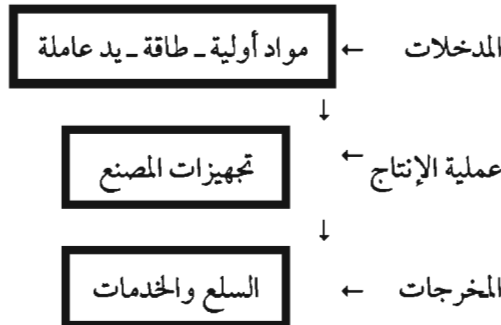 المدخلات ← مواد أولية ـ طاقة ـ يد عاملة
↓
عملية الإنتاج ← تجهيزات المصنع
↓
المخرجات ← السلع والخدمات